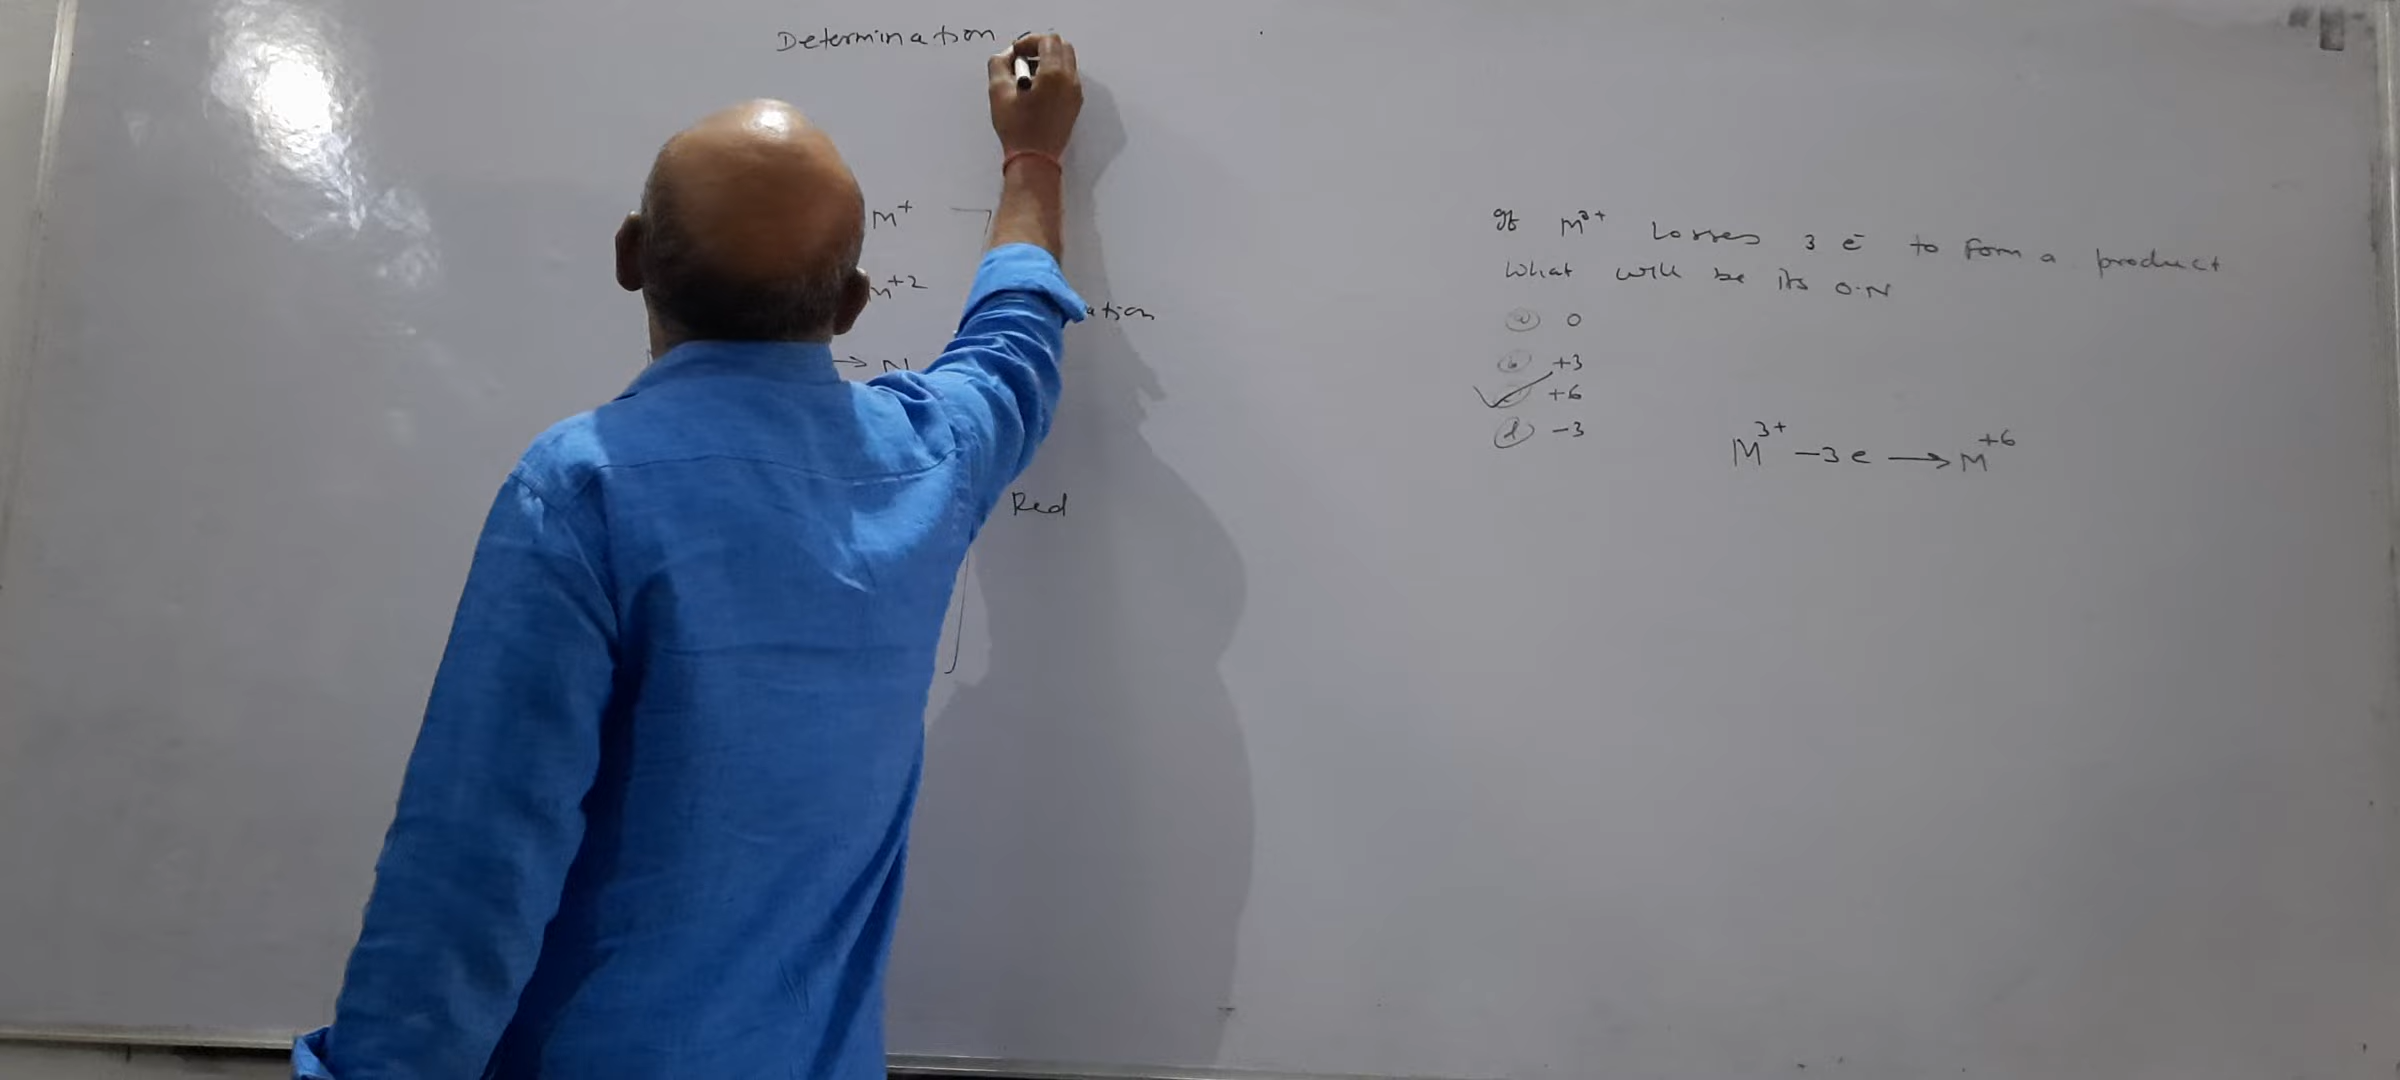 Determination
M⁺
M⁺²
ation
→ N
Red
If M³⁺ Losses 3 e⁻ to form a product
What will be its O.N
(a) 0
(b) +3
✓ +6
(d) -3
M³⁺ - 3e → M⁺⁶